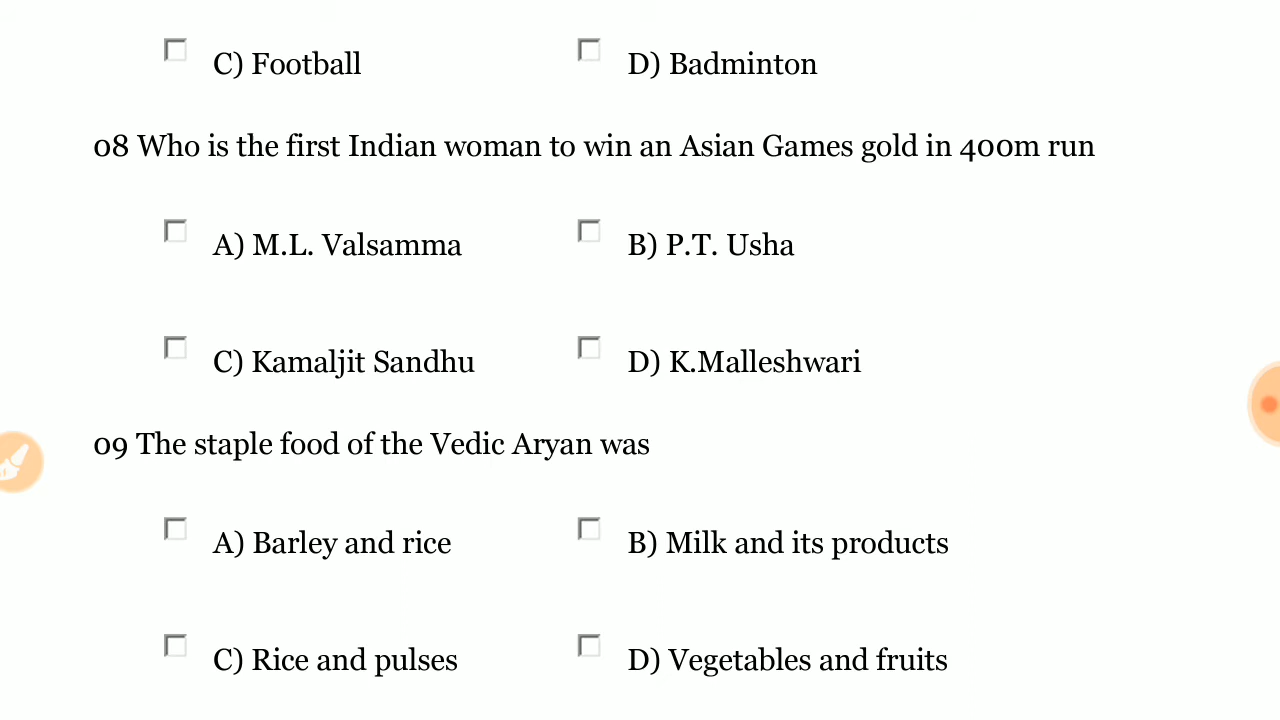 C) Football D) Badminton
08 Who is the first Indian woman to win an Asian Games gold in 400m run
A) M.L. Valsamma B) P.T. Usha
C) Kamaljit Sandhu D) K.Malleshwari
09 The staple food of the Vedic Aryan was
A) Barley and rice B) Milk and its products
C) Rice and pulses D) Vegetables and fruits